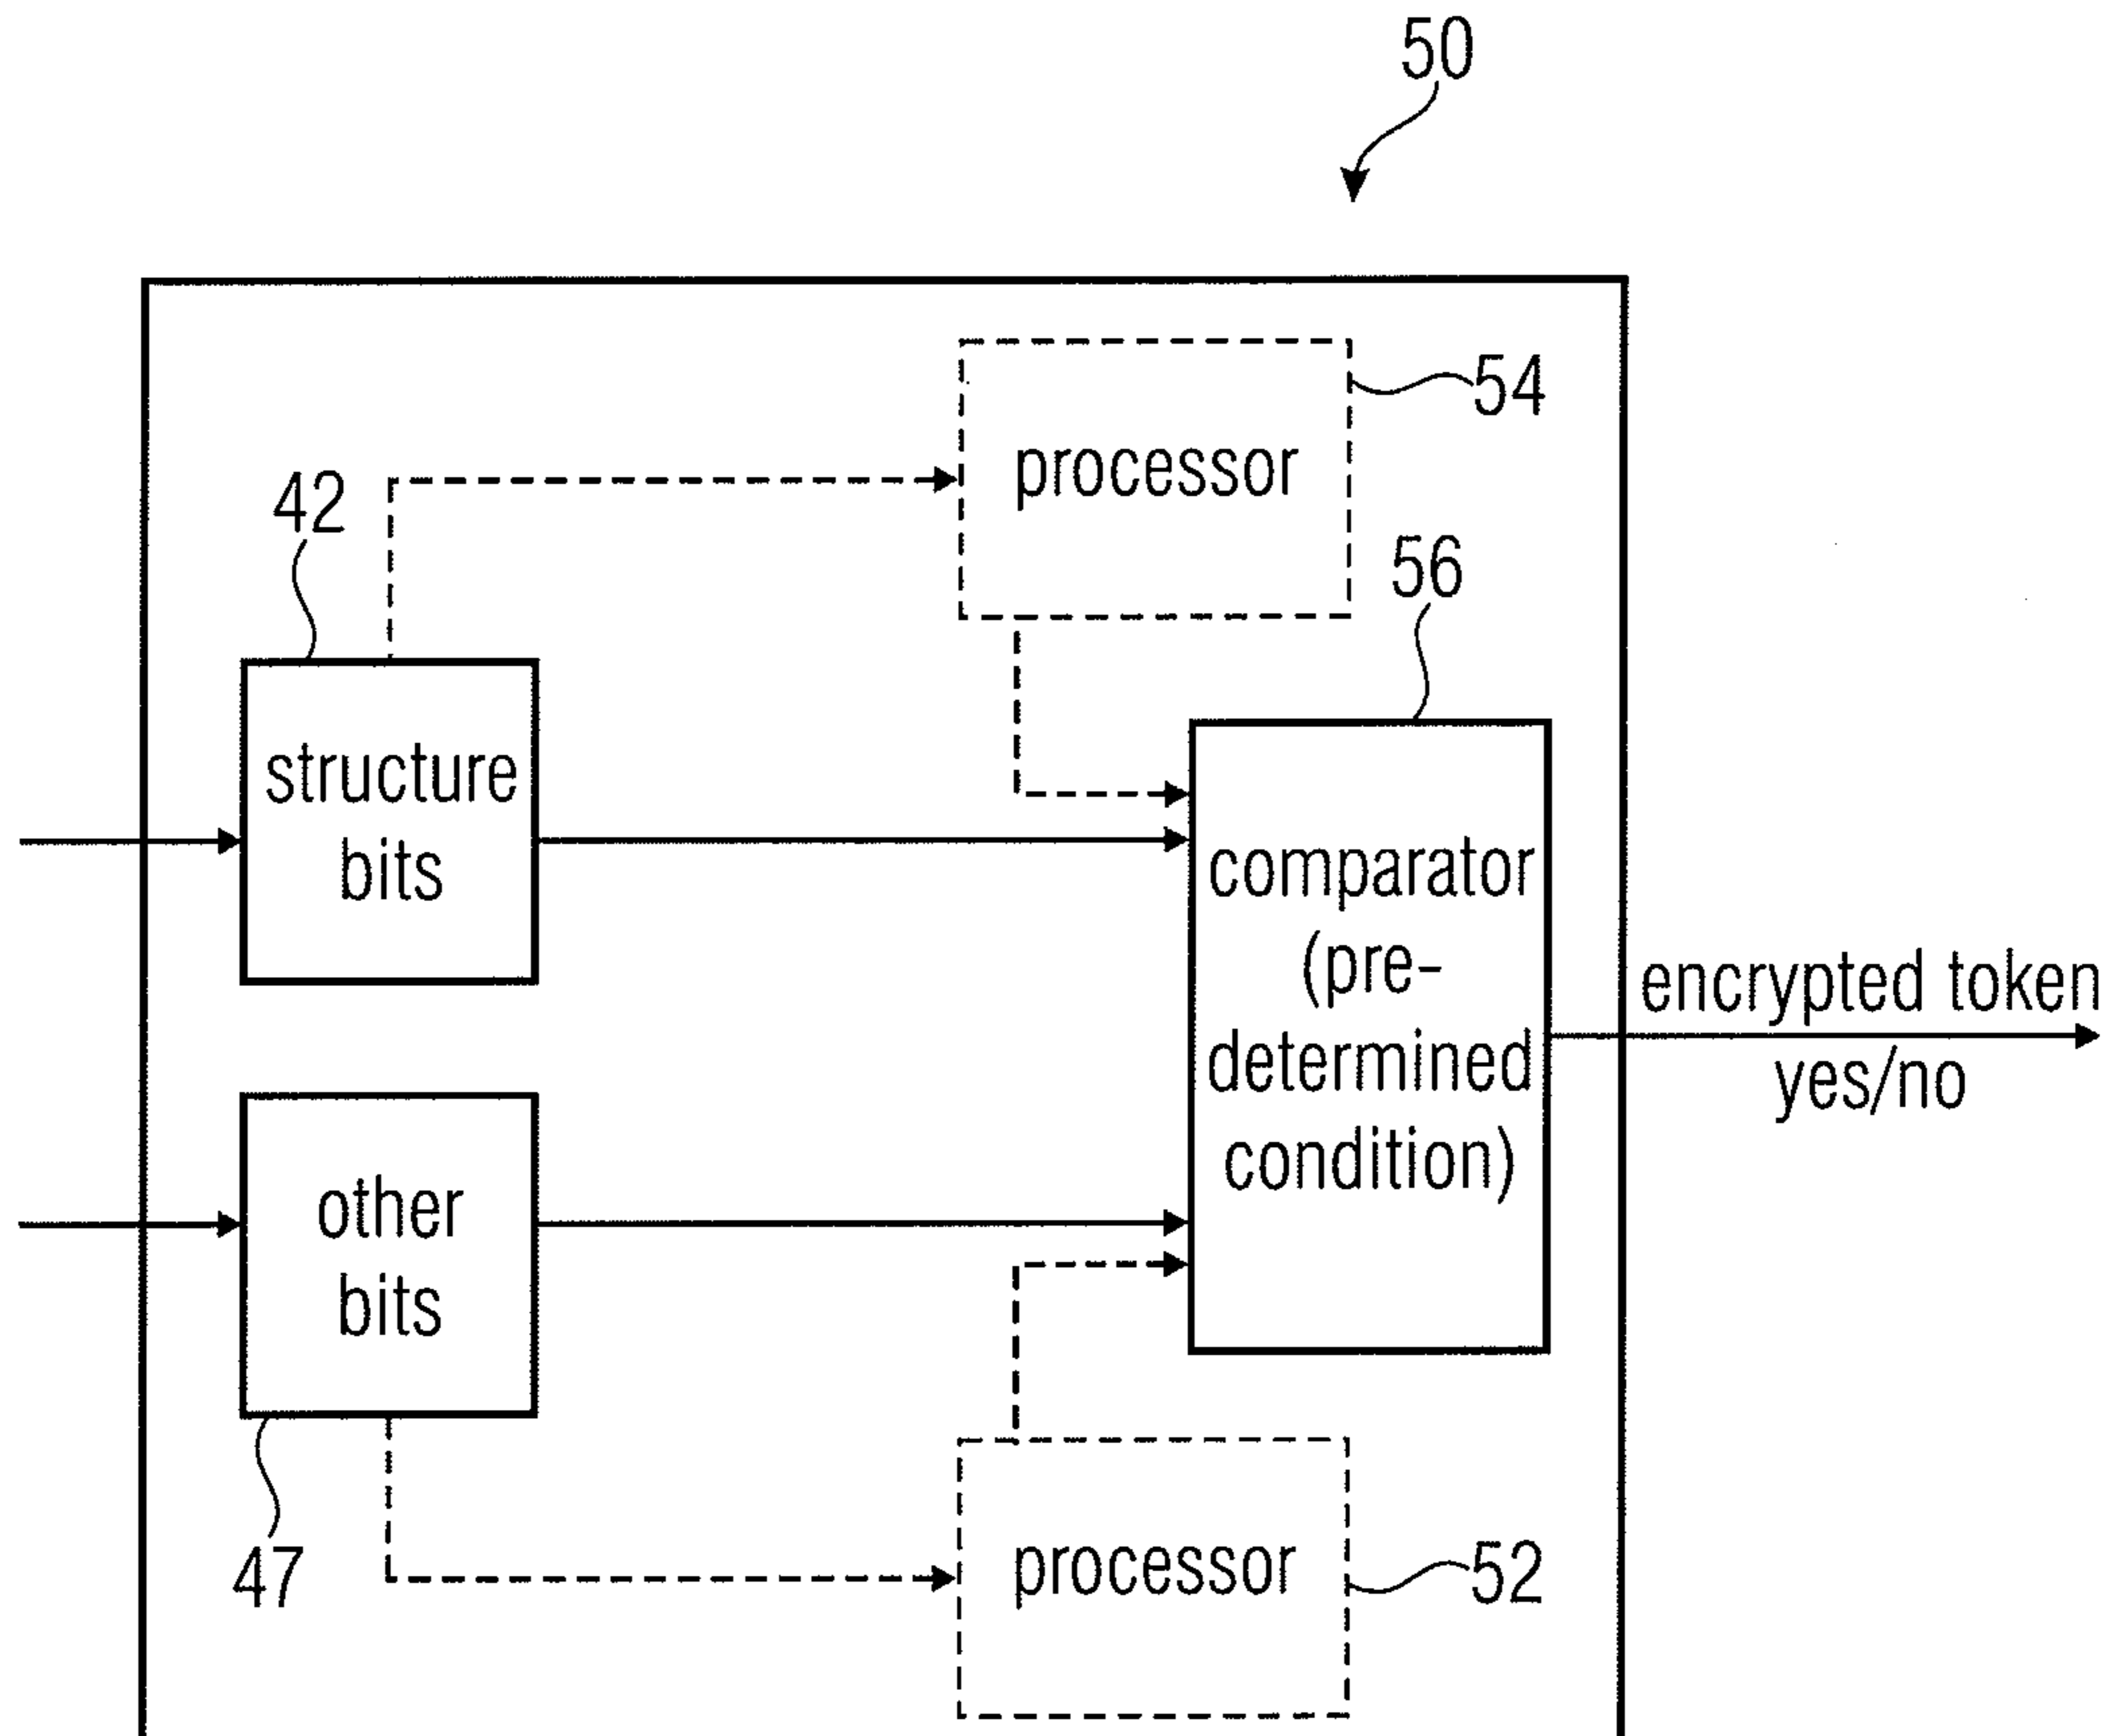 50
54
processor
42
56
structure
bits
comparator
(pre-
determined
condition)
encrypted token
yes/no
other
bits
47
processor
52